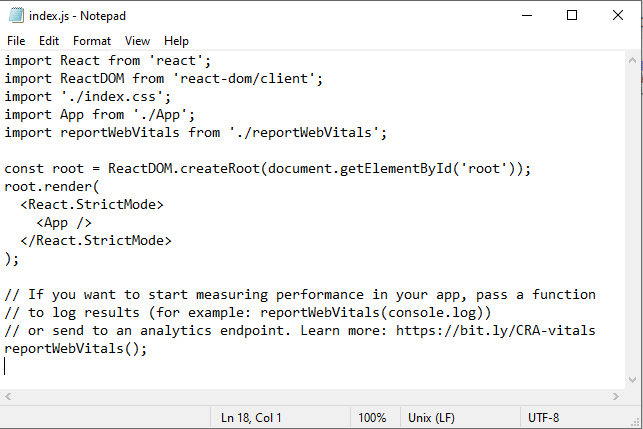 index.js - Notepad
File Edit Format View Help
import React from 'react';
import ReactDOM from 'react-dom/client';
import './index.css';
import App from './App';
import reportWebVitals from './reportWebVitals';

const root = ReactDOM.createRoot(document.getElementById('root'));
root.render(
  <React.StrictMode>
    <App />
  </React.StrictMode>
);

// If you want to start measuring performance in your app, pass a function
// to log results (for example: reportWebVitals(console.log))
// or send to an analytics endpoint. Learn more: https://bit.ly/CRA-vitals
reportWebVitals();
Ln 18, Col 1 100% Unix (LF) UTF-8